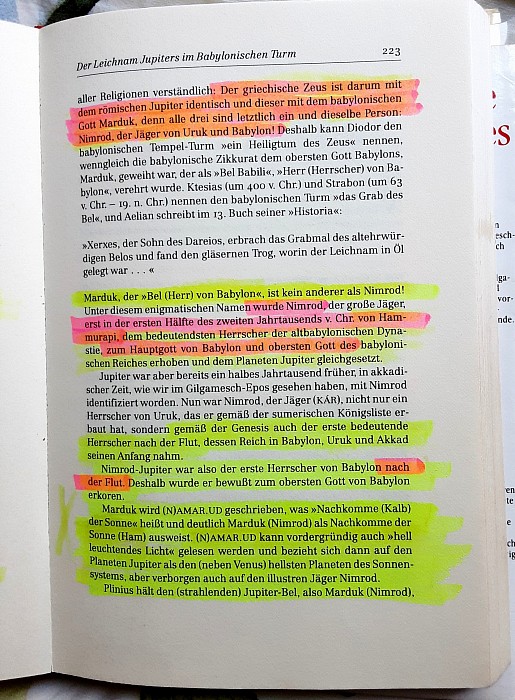 Der Leichnam Jupiters im Babylonischen Turm 223
aller Religionen verständlich: Der griechische Zeus ist darum mit
dem römischen Jupiter identisch und dieser mit dem babylonischen
Gott Marduk, denn alle drei sind letztlich ein und dieselbe Person:
Nimrod, der Jäger von Uruk und Babylon! Deshalb kann Diodor den
babylonischen Tempel-Turm »ein Heiligtum des Zeus« nennen,
wenngleich die babylonische Zikkurat dem obersten Gott Babylons,
Marduk, geweiht war, der als »Bel Babili«, »Herr (Herrscher) von Ba-
bylon«, verehrt wurde. Ktesias (um 400 v. Chr.) und Strabon (um 63
v. Chr. – 19. n. Chr.) nennen den babylonischen Turm »das Grab des
Bel«, und Aelian schreibt im 13. Buch seiner »Historia«:
»Xerxes, der Sohn des Dareios, erbrach das Grabmal des altehrwür-
digen Belos und fand den gläsernen Trog, worin der Leichnam in Öl
gelegt war . . . «
Marduk, der »Bel (Herr) von Babylon«, ist kein anderer als Nimrod!
Unter diesem enigmatischen Namen wurde Nimrod, der große Jäger,
erst in der ersten Hälfte des zweiten Jahrtausends v. Chr. von Ham-
murapi, dem bedeutendsten Herrscher der altbabylonischen Dyna-
stie, zum Hauptgott von Babylon und obersten Gott des babyloni-
schen Reiches erhoben und dem Planeten Jupiter gleichgesetzt.
Jupiter war aber bereits ein halbes Jahrtausend früher, in akkadi-
scher Zeit, wie wir im Gilgamesch-Epos gesehen haben, mit Nimrod
identifiziert worden. Nun war Nimrod, der Jäger (KÁR), nicht nur ein
Herrscher von Uruk, das er gemäß der sumerischen Königsliste er-
baut hat, sondern gemäß der Genesis auch der erste bedeutende
Herrscher nach der Flut, dessen Reich in Babylon, Uruk und Akkad
seinen Anfang nahm.
Nimrod-Jupiter war also der erste Herrscher von Babylon nach
der Flut. Deshalb wurde er bewußt zum obersten Gott von Babylon
erkoren.
Marduk wird (N)AMAR.UD geschrieben, was »Nachkomme (Kalb)
der Sonne« heißt und deutlich Marduk (Nimrod) als Nachkomme der
Sonne (Ham) ausweist. (N)AMAR.UD kann vordergründig auch »hell
leuchtendes Licht« gelesen werden und bezieht sich dann auf den
Planeten Jupiter als den (neben Venus) hellsten Planeten des Sonnen-
systems, aber verborgen auch auf den illustren Jäger Nimrod.
Plinius hält den (strahlenden) Jupiter-Bel, also Marduk (Nimrod),